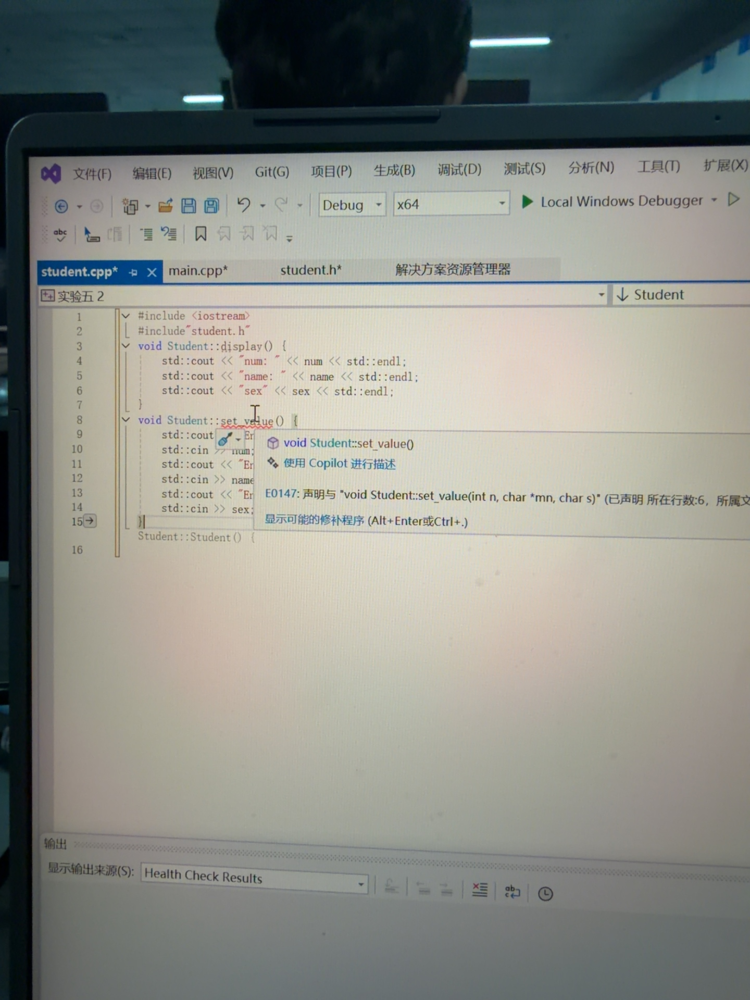 文件(F) 编辑(E) 视图(V) Git(G) 项目(P) 生成(B) 调试(D) 测试(S) 分析(N) 工具(T) 扩展(X)
Debug x64 Local Windows Debugger
abc
student.cpp* main.cpp* student.h* 解决方案资源管理器
实验五 2 Student
1 #include <iostream>
2 #include"student.h"
3 void Student::display() {
4 std::cout << "num: " << num << std::endl;
5 std::cout << "name: " << name << std::endl;
6 std::cout << "sex" << sex << std::endl;
7 }
8 void Student::set_value() {
9 std::cout Er
10 std::cin >> num;
11 std::cout << "Er
12 std::cin >> name
13 std::cout << "Er
14 std::cin >> sex;
15 }
Student::Student() {
16
void Student::set_value()
使用 Copilot 进行描述
E0147: 声明与 "void Student::set_value(int n, char *mn, char s)" (已声明 所在行数:6，所属文
显示可能的修补程序 (Alt+Enter或Ctrl+.)
输出
显示输出来源(S): Health Check Results